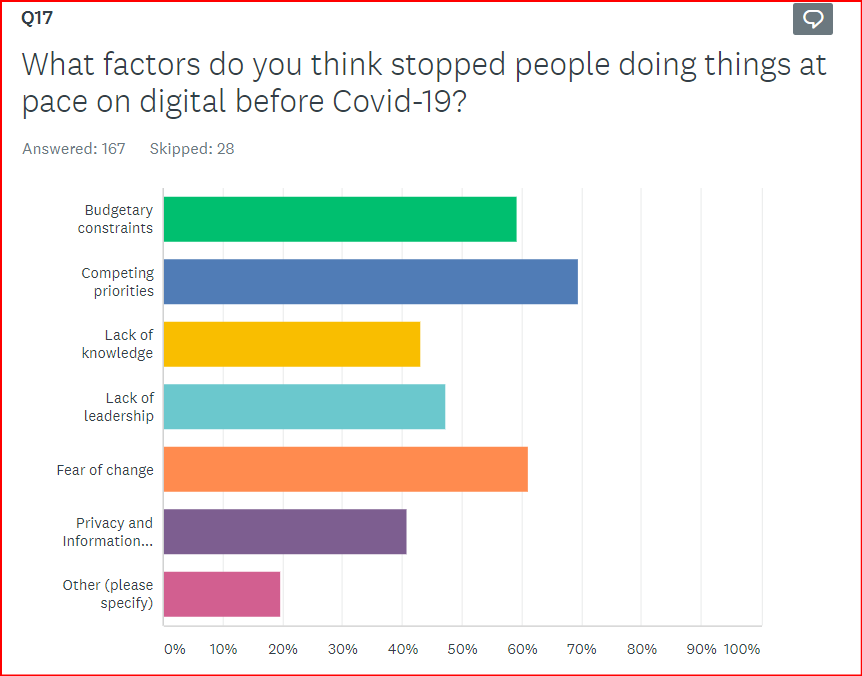 Q17
What factors do you think stopped people doing things at
pace on digital before Covid-19?
Answered: 167 Skipped: 28
Budgetary
constraints
Competing
priorities
Lack of
knowledge
Lack of
leadership
Fear of change
Privacy and
Information...
Other (please
specify)
0% 10% 20% 30% 40% 50% 60% 70% 80% 90% 100%